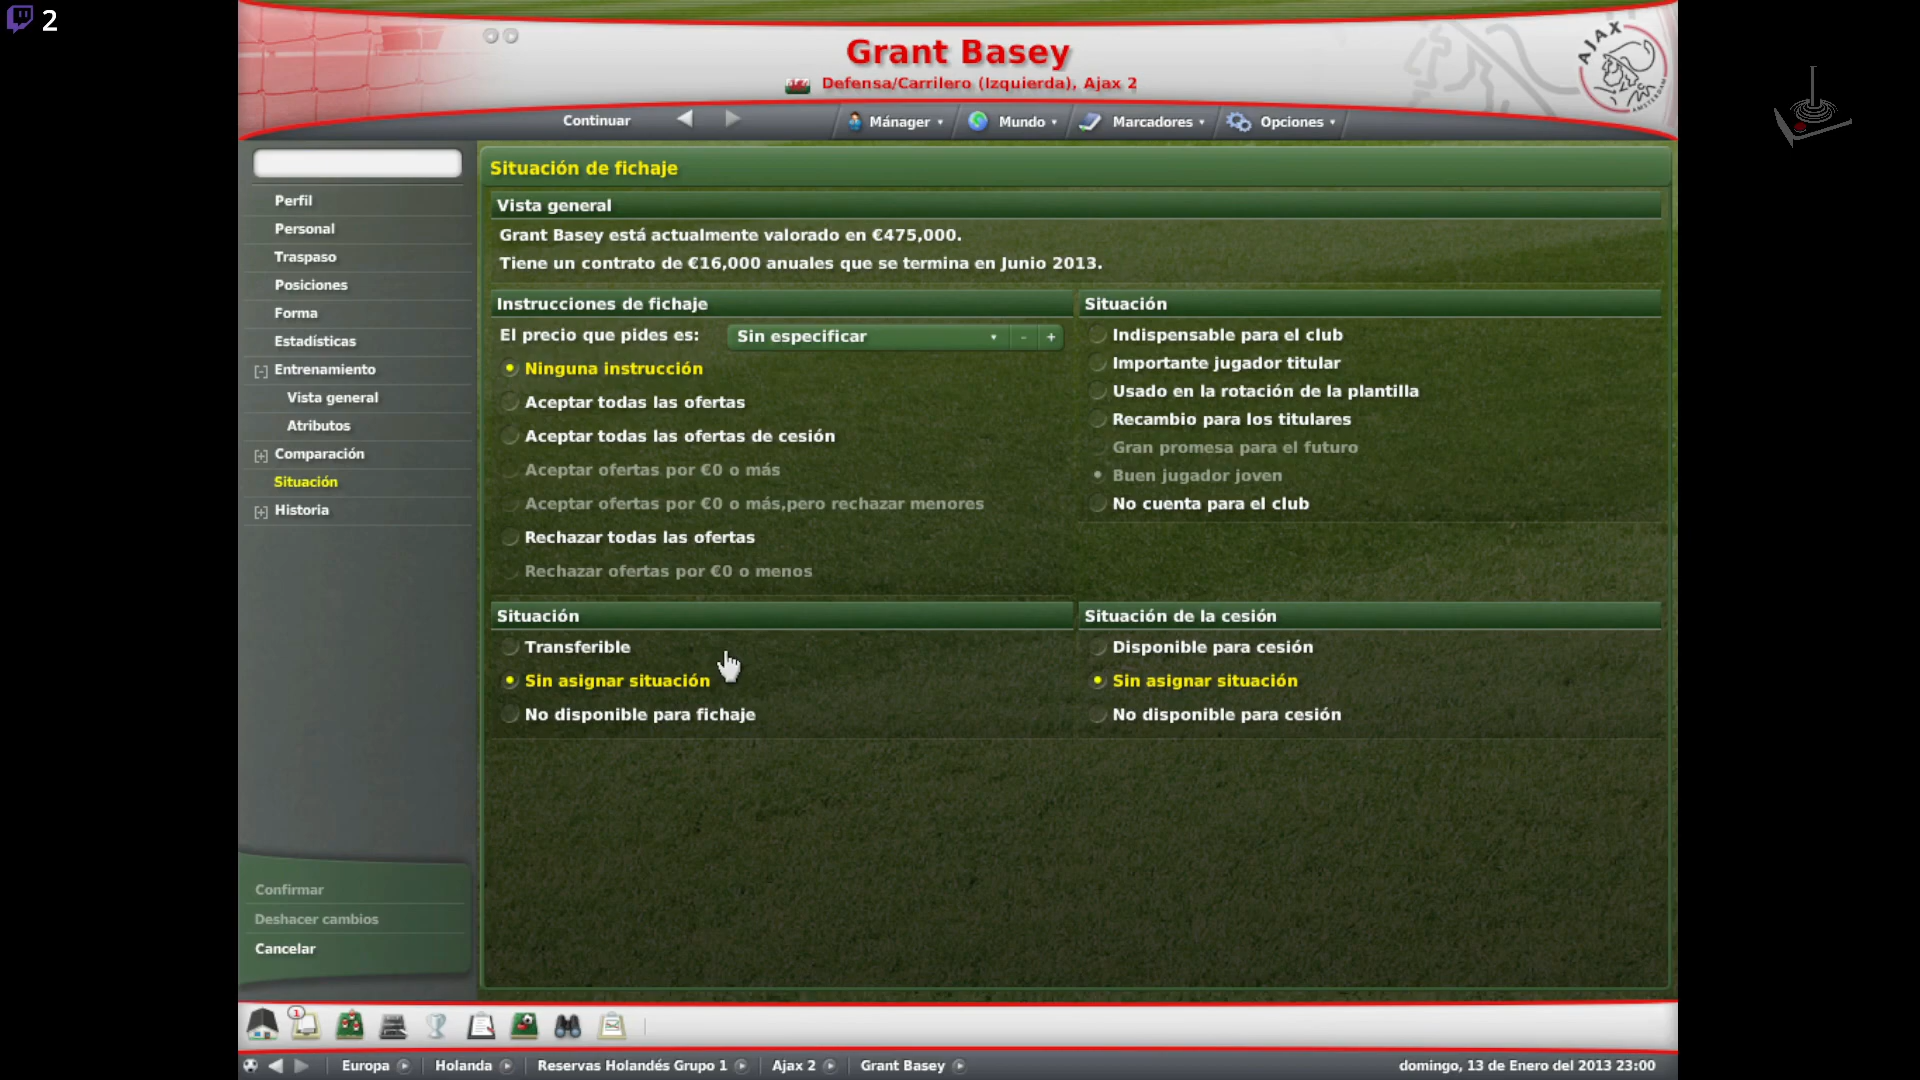 2
Grant Basey
Defensa/Carrilero (Izquierda), Ajax 2
AJAX
AMSTERDAM
Continuar
Mánager
Mundo
Marcadores
Opciones
Perfil
Personal
Traspaso
Posiciones
Forma
Estadísticas
[-] Entrenamiento
Vista general
Atributos
[+] Comparación
Situación
[+] Historia
Confirmar
Deshacer cambios
Cancelar
Situación de fichaje
Vista general
Grant Basey está actualmente valorado en €475,000.
Tiene un contrato de €16,000 anuales que se termina en Junio 2013.
Instrucciones de fichaje
El precio que pides es: Sin especificar - +
Ninguna instrucción
Aceptar todas las ofertas
Aceptar todas las ofertas de cesión
Aceptar ofertas por €0 o más
Aceptar ofertas por €0 o más,pero rechazar menores
Rechazar todas las ofertas
Rechazar ofertas por €0 o menos
Situación
Indispensable para el club
Importante jugador titular
Usado en la rotación de la plantilla
Recambio para los titulares
Gran promesa para el futuro
Buen jugador joven
No cuenta para el club
Situación
Transferible
Sin asignar situación
No disponible para fichaje
Situación de la cesión
Disponible para cesión
Sin asignar situación
No disponible para cesión
1
Europa
Holanda
Reservas Holandés Grupo 1
Ajax 2
Grant Basey
domingo, 13 de Enero del 2013 23:00